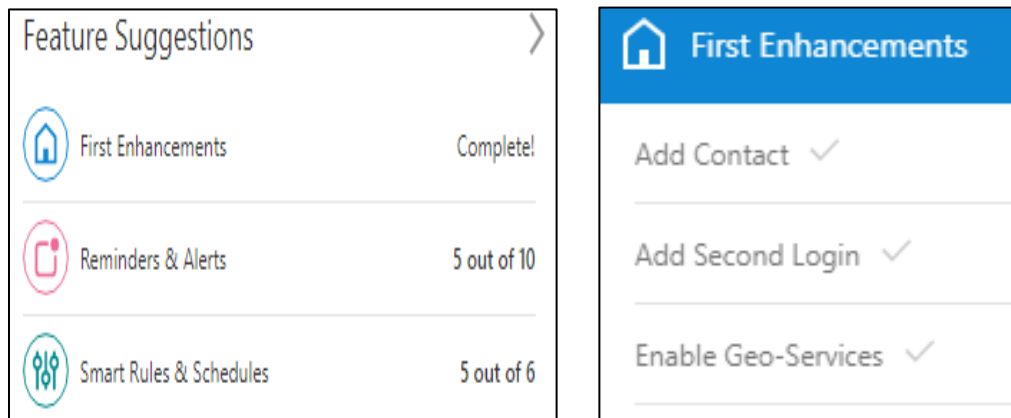 Feature Suggestions
First Enhancements Complete!
Reminders & Alerts 5 out of 10
Smart Rules & Schedules 5 out of 6
First Enhancements
Add Contact
Add Second Login
Enable Geo-Services